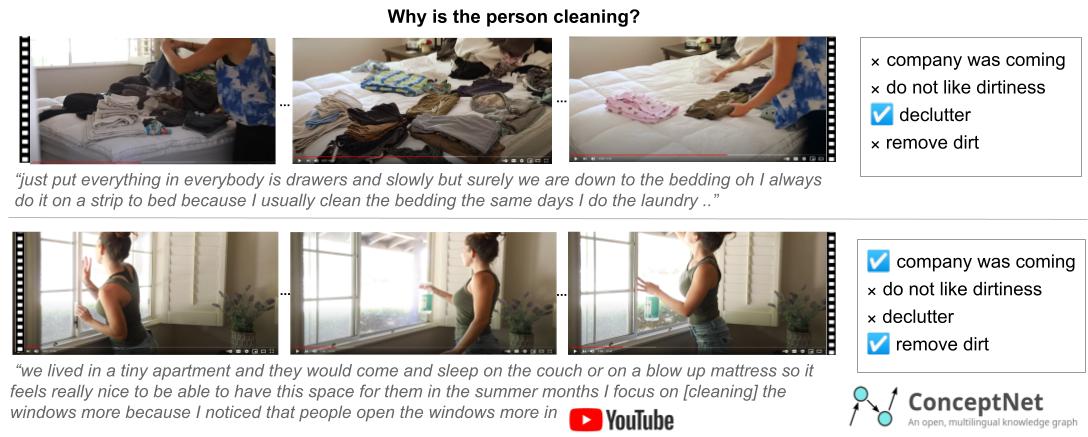 Why is the person cleaning?
...
...
× company was coming
× do not like dirtiness
declutter
× remove dirt
“just put everything in everybody is drawers and slowly but surely we are down to the bedding oh I always
do it on a strip to bed because I usually clean the bedding the same days I do the laundry ..”
...
...
company was coming
× do not like dirtiness
× declutter
remove dirt
“we lived in a tiny apartment and they would come and sleep on the couch or on a blow up mattress so it
feels really nice to be able to have this space for them in the summer months I focus on [cleaning] the
windows more because I noticed that people open the windows more in
YouTube
ConceptNet
An open, multilingual knowledge graph